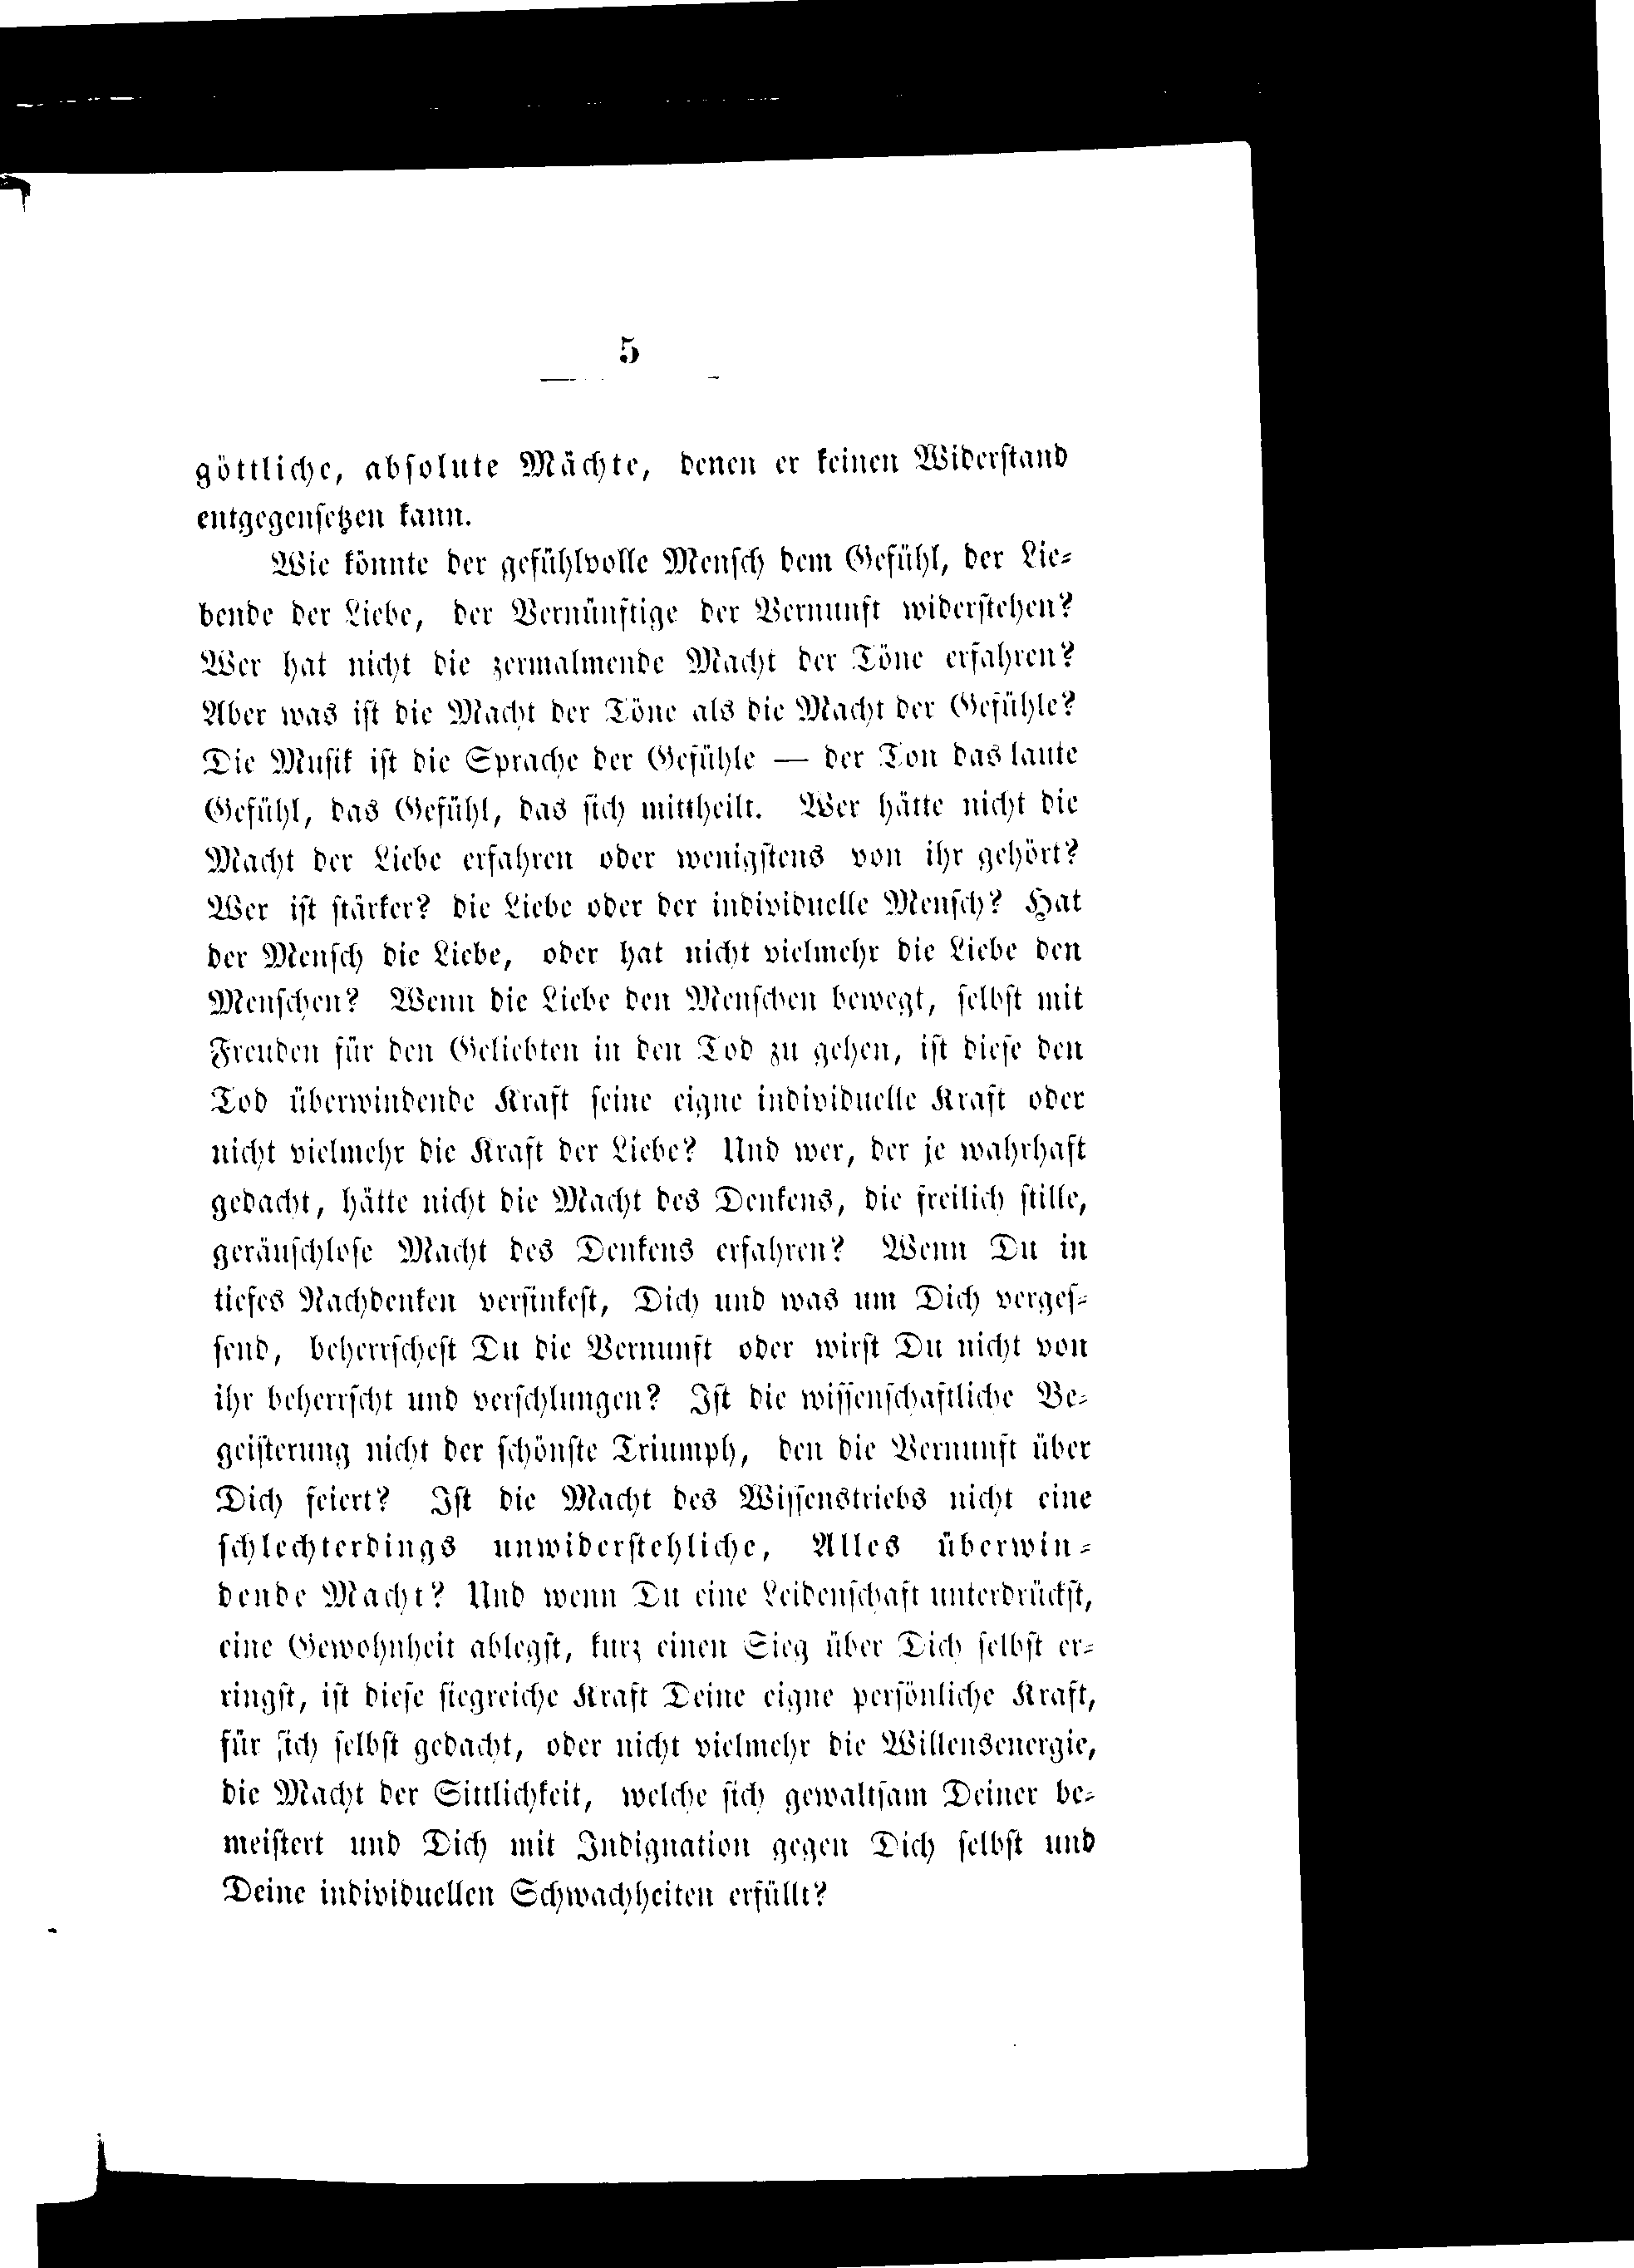 5
göttliche, absolute Mächte, denen er keinen Widerstand
entgegensetzen kann.
Wie könnte der gefühlvolle Mensch dem Gefühl, der Lie-
bende der Liebe, der Vernünftige der Vernunft widerstehen?
Wer hat nicht die zermalmende Macht der Töne erfahren?
Aber was ist die Macht der Töne als die Macht der Gefühle?
Die Musik ist die Sprache der Gefühle — der Ton das laute
Gefühl, das Gefühl, das sich mittheilt. Wer hätte nicht die
Macht der Liebe erfahren oder wenigstens von ihr gehört?
Wer ist stärker? die Liebe oder der individuelle Mensch? Hat
der Mensch die Liebe, oder hat nicht vielmehr die Liebe den
Menschen? Wenn die Liebe den Menschen bewegt, selbst mit
Freuden für den Geliebten in den Tod zu gehen, ist diese den
Tod überwindende Kraft seine eigne individuelle Kraft oder
nicht vielmehr die Kraft der Liebe? Und wer, der je wahrhaft
gedacht, hätte nicht die Macht des Denkens, die freilich stille,
geräuschlose Macht des Denkens erfahren? Wenn Du in
tiefes Nachdenken versinkest, Dich und was um Dich verges-
send, beherrschest Du die Vernunft oder wirst Du nicht von
ihr beherrscht und verschlungen? Ist die wissenschaftliche Be-
geisterung nicht der schönste Triumph, den die Vernunft über
Dich feiert? Ist die Macht des Wissenstriebs nicht eine
schlechterdings unwiderstehliche, Alles überwin-
dende Macht? Und wenn Du eine Leidenschaft unterdrückst,
eine Gewohnheit ablegst, kurz einen Sieg über Dich selbst er-
ringst, ist diese siegreiche Kraft Deine eigne persönliche Kraft,
für sich selbst gedacht, oder nicht vielmehr die Willensenergie,
die Macht der Sittlichkeit, welche sich gewaltsam Deiner be-
meistert und Dich mit Indignation gegen Dich selbst und
Deine individuellen Schwachheiten erfüllt?